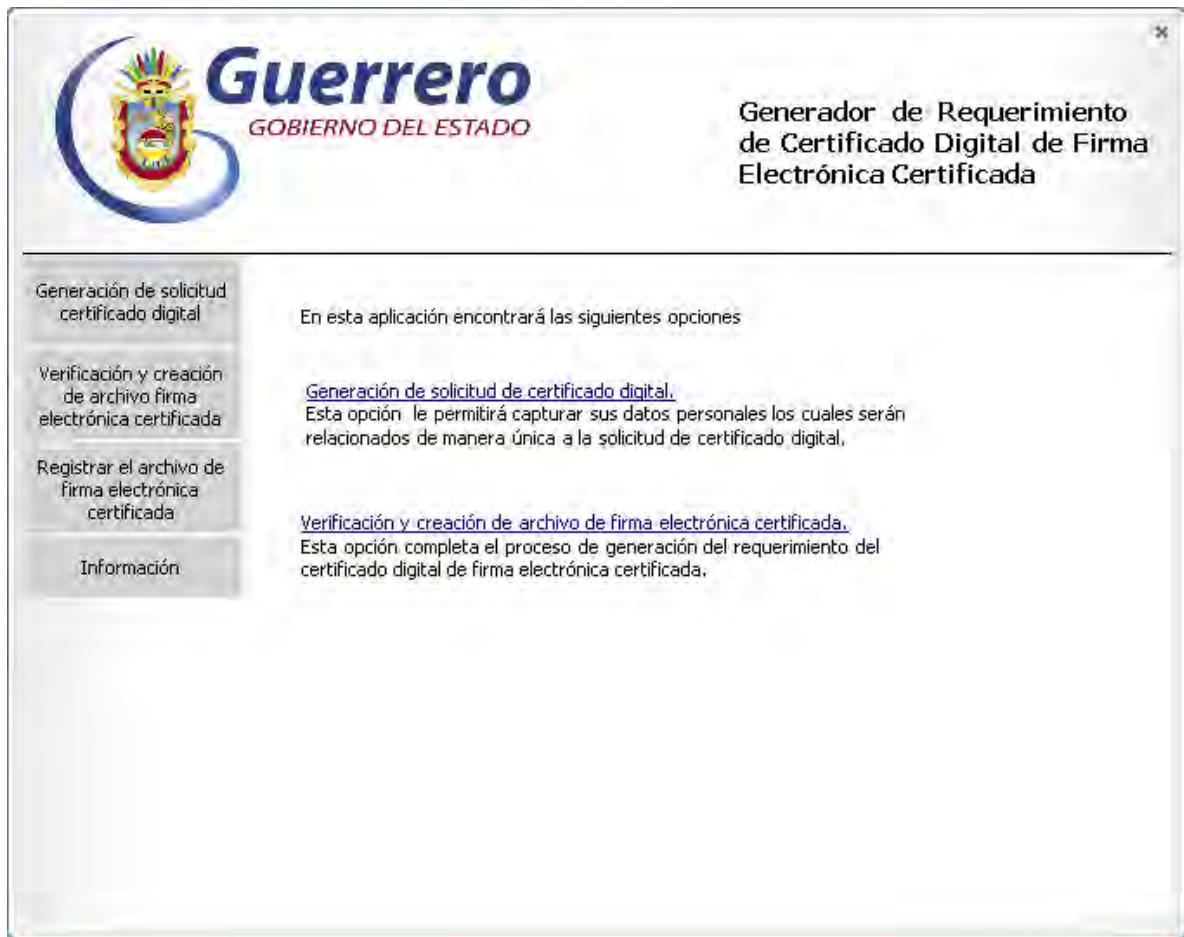 Guerrero
GOBIERNO DEL ESTADO
Generador de Requerimiento
de Certificado Digital de Firma
Electrónica Certificada
Generación de solicitud
certificado digital
Verificación y creación
de archivo firma
electrónica certificada
Registrar el archivo de
firma electrónica
certificada
Información
En esta aplicación encontrará las siguientes opciones
Generación de solicitud de certificado digital.
Esta opción le permitirá capturar sus datos personales los cuales serán
relacionados de manera única a la solicitud de certificado digital.
Verificación y creación de archivo de firma electrónica certificada.
Esta opción completa el proceso de generación del requerimiento del
certificado digital de firma electrónica certificada.